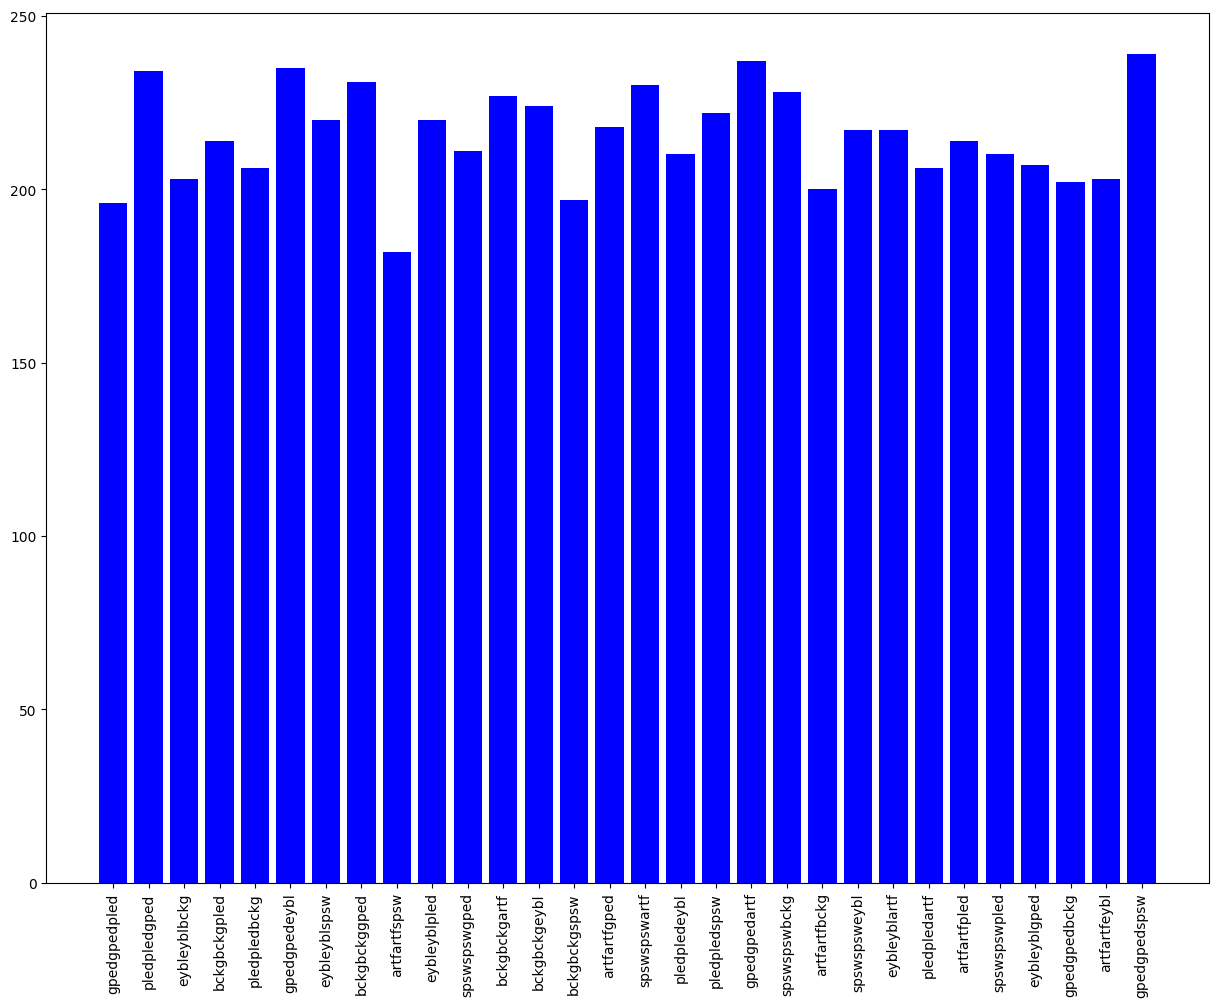 250
200
150
100
50
0
gpedgpedpled
pledpledgped
eybleyblbckg
bckgbckgpled
pledpledbckg
gpedgpedeybl
eybleyblspsw
bckgbckggped
artfartfspsw
eybleyblpled
spswspswgped
bckgbckgartf
bckgbckgeybl
bckgbckgspsw
artfartfgped
spswspswartf
pledpledeybl
pledpledspsw
gpedgpedartf
spswspswbckg
artfartfbckg
spswspsweybl
eybleyblartf
pledpledartf
artfartfpled
spswspswpled
eybleyblgped
gpedgpedbckg
artfartfeybl
gpedgpedspsw